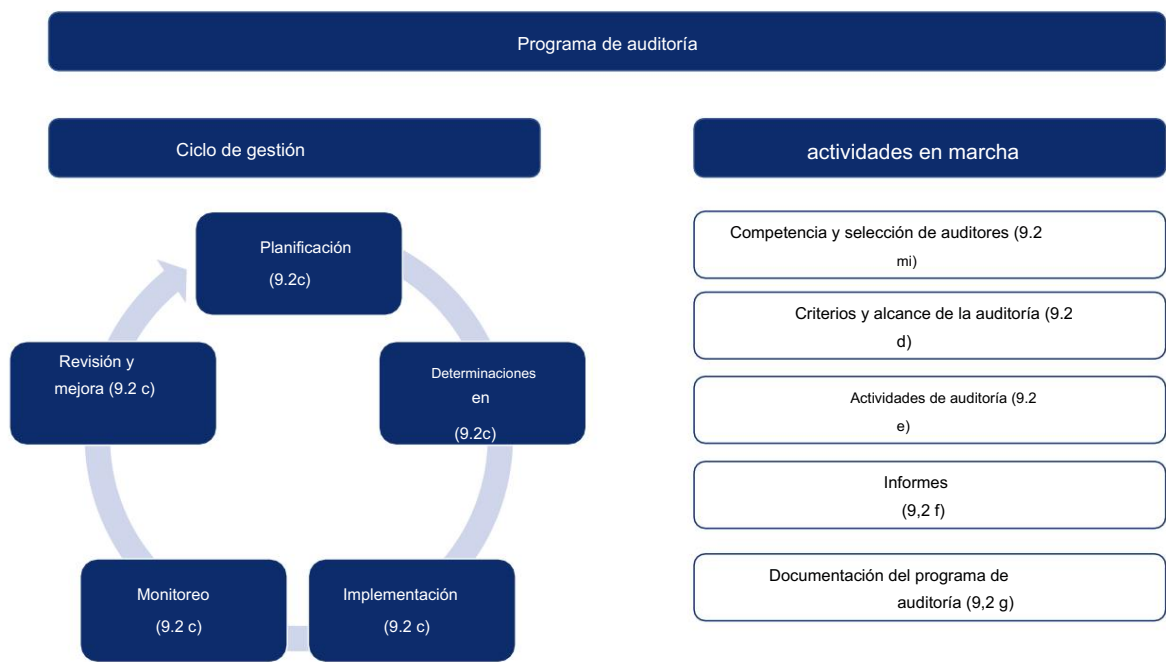 Programa de auditoría
Ciclo de gestión
actividades en marcha
Planificación
(9.2c)
Determinaciones
en
(9.2c)
Implementación
(9.2 c)
Monitoreo
(9.2 c)
Revisión y
mejora (9.2 c)
Competencia y selección de auditores (9.2
mi)
Criterios y alcance de la auditoría (9.2
d)
Actividades de auditoría (9.2
e)
Informes
(9,2 f)
Documentación del programa de
auditoría (9,2 g)